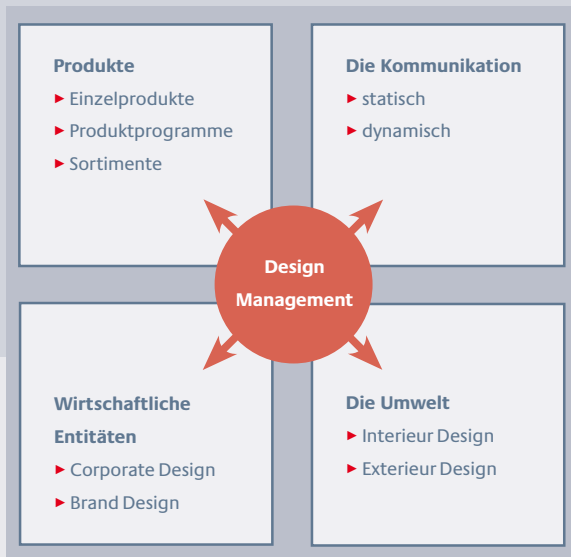 Produkte
► Einzelprodukte
► Produktprogramme
► Sortimente
Die Kommunikation
► statisch
► dynamisch
Design
Management
Wirtschaftliche
Entitäten
► Corporate Design
► Brand Design
Die Umwelt
► Interieur Design
► Exterieur Design